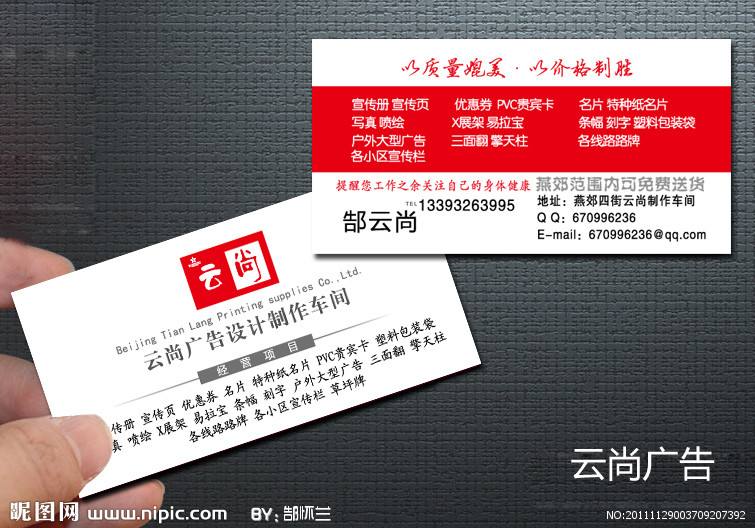 以质量媲美·以价格制胜
宣传册 宣传页 优惠券 PVC贵宾卡 名片 特种纸名片
写真 喷绘 X展架 易拉宝 条幅 刻字 塑料包装袋
户外大型广告 三面翻 擎天柱 各线路路牌
各小区宣传栏
提醒您工作之余关注自己的身体健康 燕郊范围内可免费送货
郜云尚 TEL 13393263995
地址：燕郊四街云尚制作车间
Q Q：670996236
E-mail：670996236@qq.com
云尚
Beijing Tian Lang Printing supplies Co.,Ltd.
云尚广告设计制作车间
经营项目
传册 宣传页 优惠券 名片 特种纸名片 PVC贵宾卡 塑料包装袋
真 喷绘 X展架 易拉宝 条幅 刻字 户外大型广告 三面翻 擎天柱
各线路路牌 各小区宣传栏 草坪牌
云尚广告
昵图网 www.nipic.com BY: 郜怀兰 NO:20111129003709207392